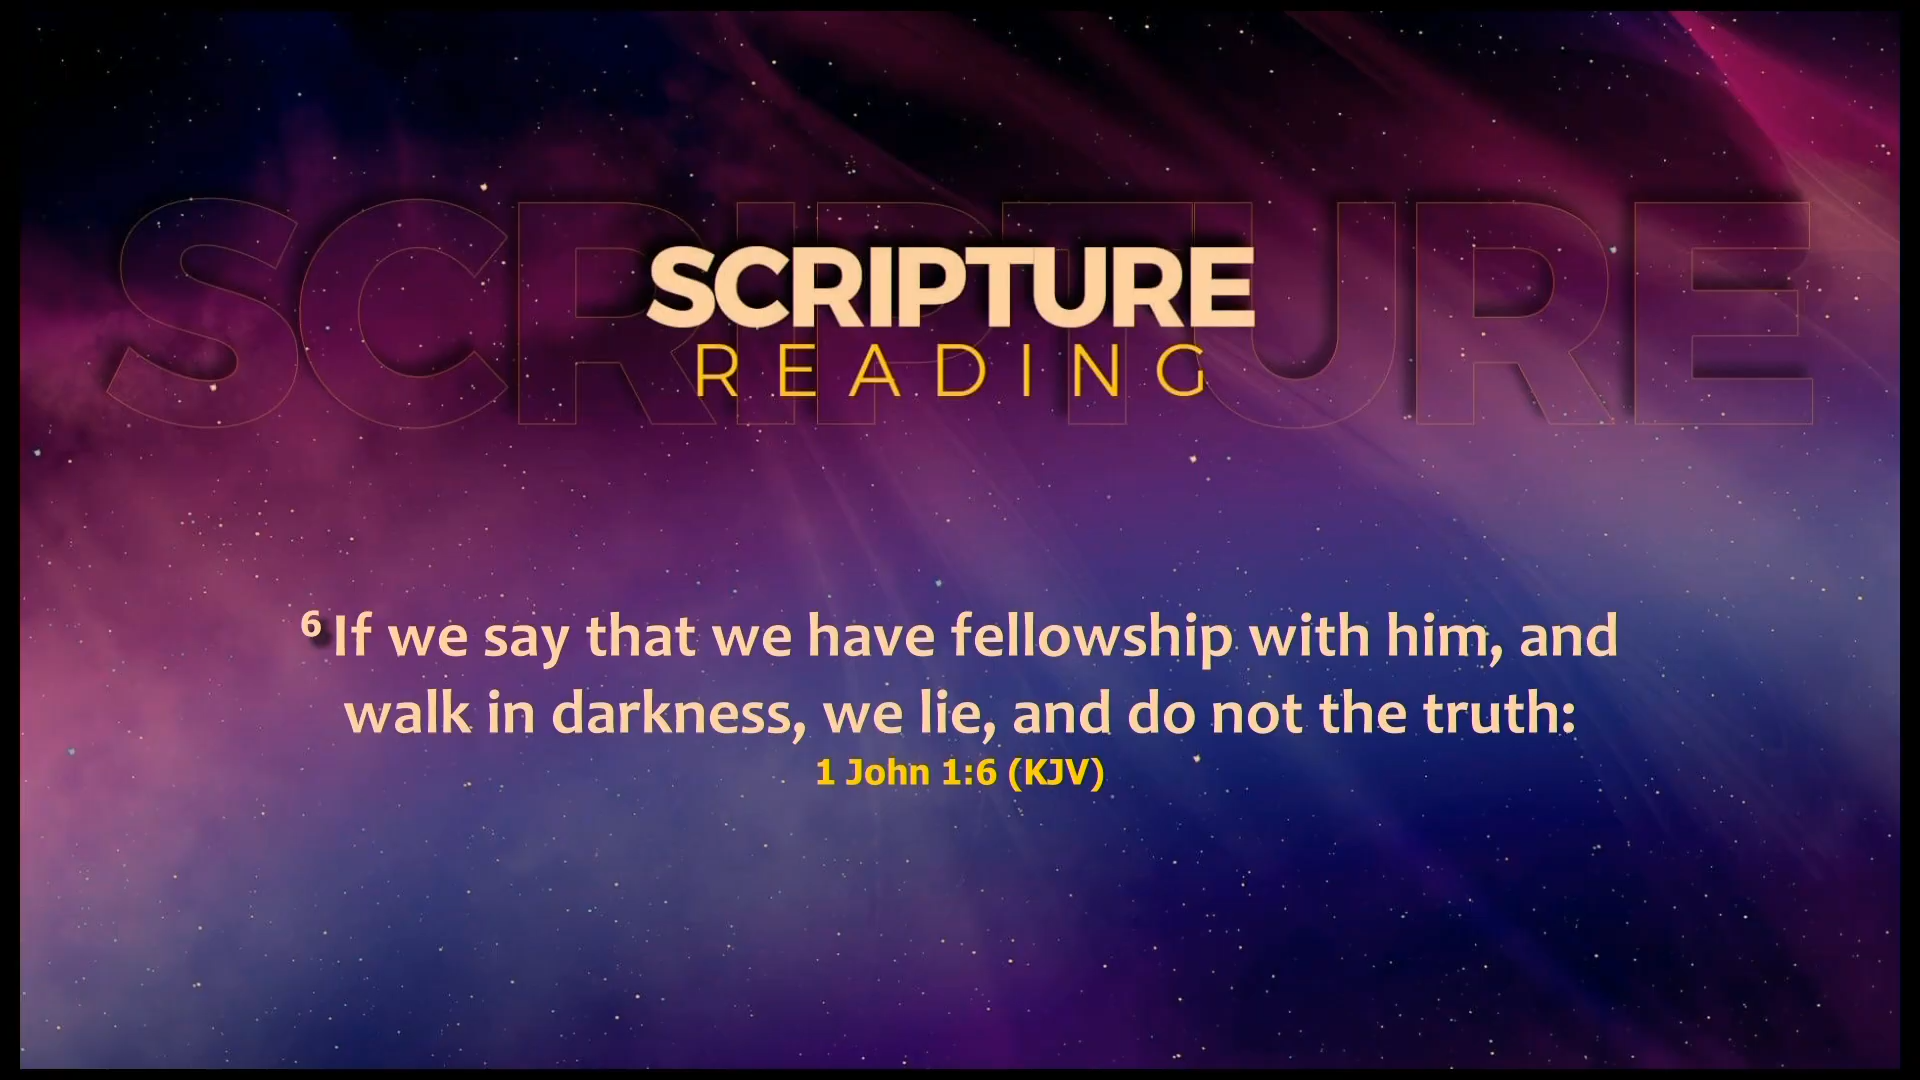 SCRIPTURE
SCRIPTURE
READING
6 If we say that we have fellowship with him, and
walk in darkness, we lie, and do not the truth:
1 John 1:6 (KJV)